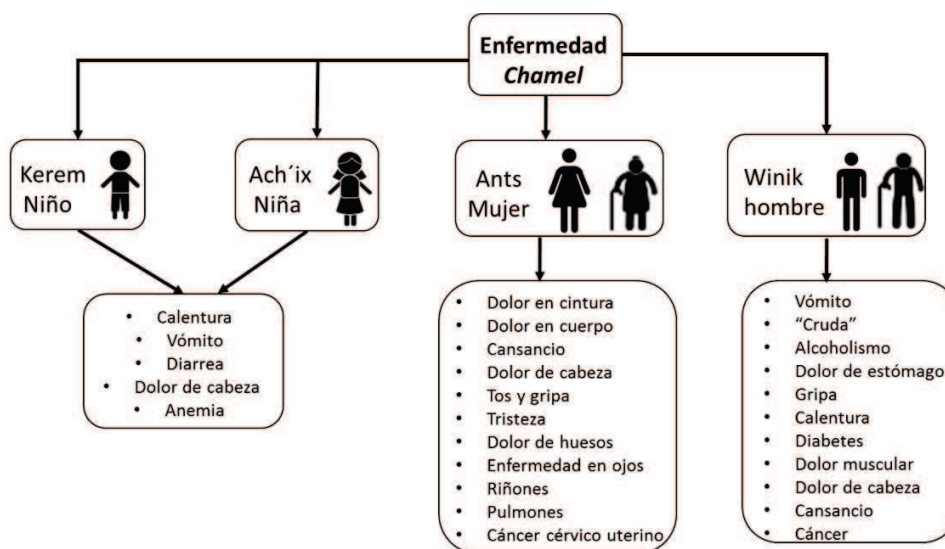 Enfermedad
Chamel
Kerem
Niño
Ach´ix
Niña
Ants
Mujer
Winik
hombre
• Calentura
• Vómito
• Diarrea
• Dolor de cabeza
• Anemia
• Dolor en cintura
• Dolor en cuerpo
• Cansancio
• Dolor de cabeza
• Tos y gripa
• Tristeza
• Dolor de huesos
• Enfermedad en ojos
• Riñones
• Pulmones
• Cáncer cérvico uterino
• Vómito
• “Cruda”
• Alcoholismo
• Dolor de estómago
• Gripa
• Calentura
• Diabetes
• Dolor muscular
• Dolor de cabeza
• Cansancio
• Cáncer